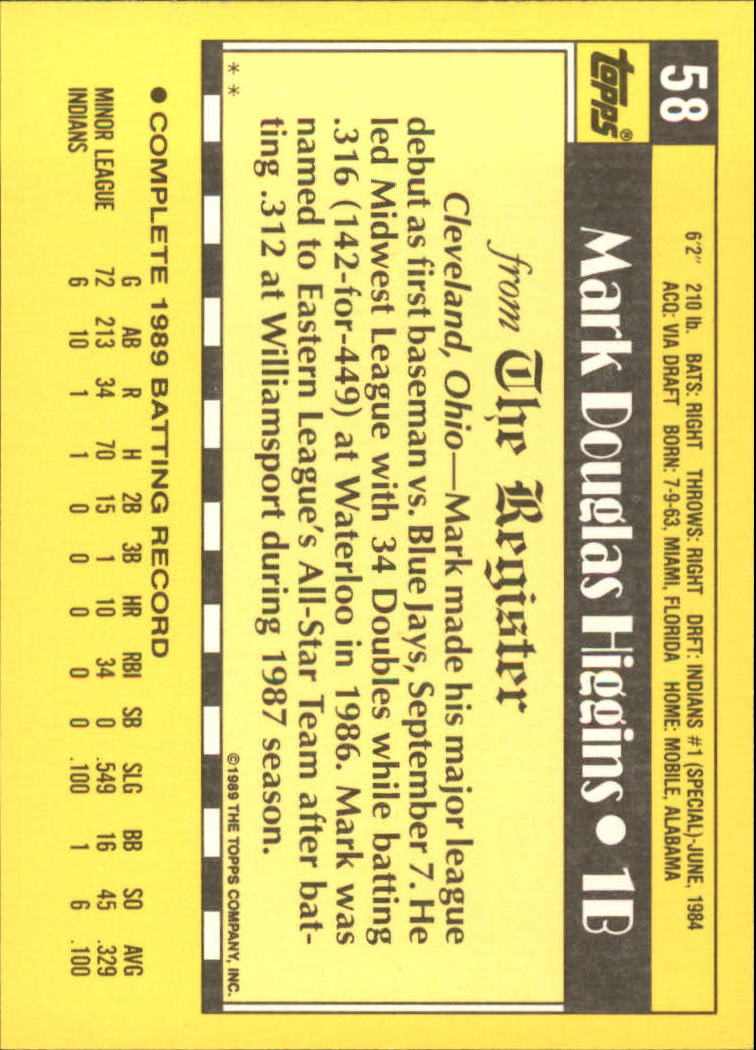 58
6'2" 210 lb. BATS: RIGHT THROWS: RIGHT DRFT: INDIANS #1 (SPECIAL)-JUNE, 1984
ACQ: VIA DRAFT BORN: 7-9-63, MIAMI, FLORIDA HOME: MOBILE, ALABAMA
topps®
Mark Douglas Higgins • 1B
from The Register
Cleveland, Ohio—Mark made his major league
debut as first baseman vs. Blue Jays, September 7. He
led Midwest League with 34 Doubles while batting
.316 (142-for-449) at Waterloo in 1986. Mark was
named to Eastern League's All-Star Team after bat-
ting .312 at Williamsport during 1987 season.
* *
©1989 THE TOPPS COMPANY, INC.
• COMPLETE 1989 BATTING RECORD
G AB R H 2B 3B HR RBI SB SLG BB SO AVG
MINOR LEAGUE 72 213 34 70 15 1 10 34 0 .549 16 45 .329
INDIANS 6 10 1 1 0 0 0 0 0 .100 1 6 .100